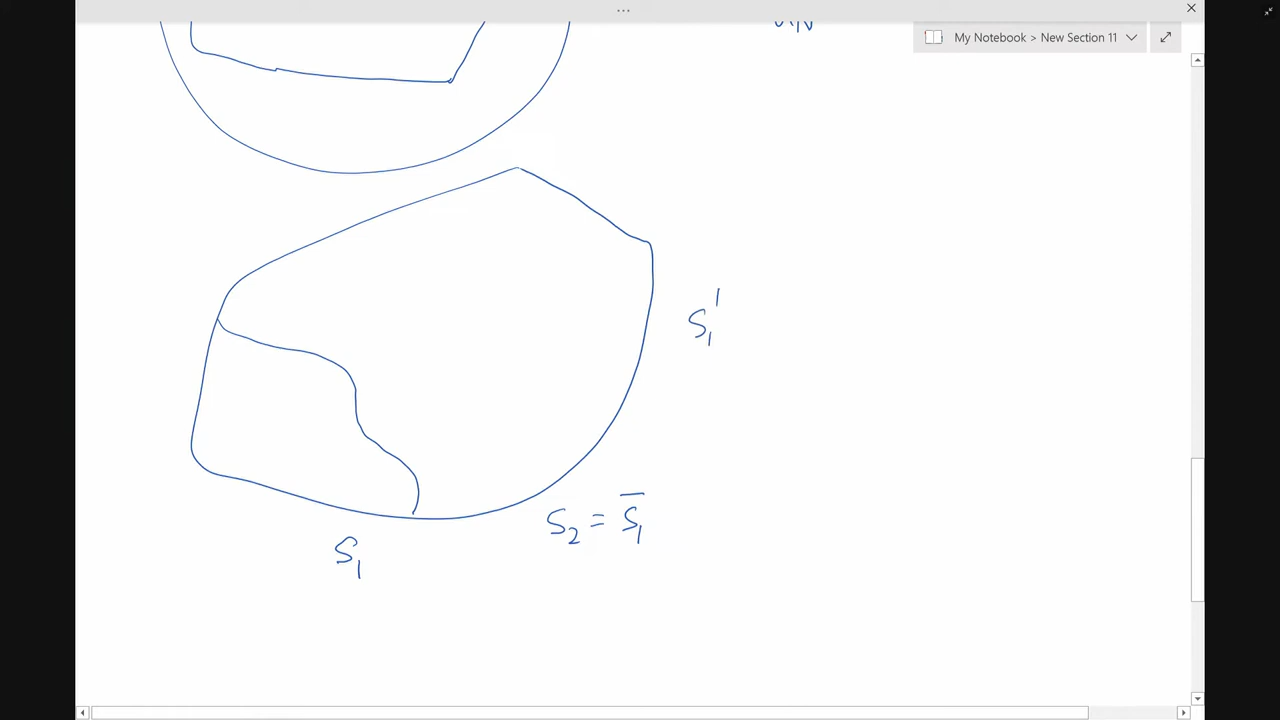 My Notebook > New Section 11
S₁'
S₂ = S̅₁
S₁